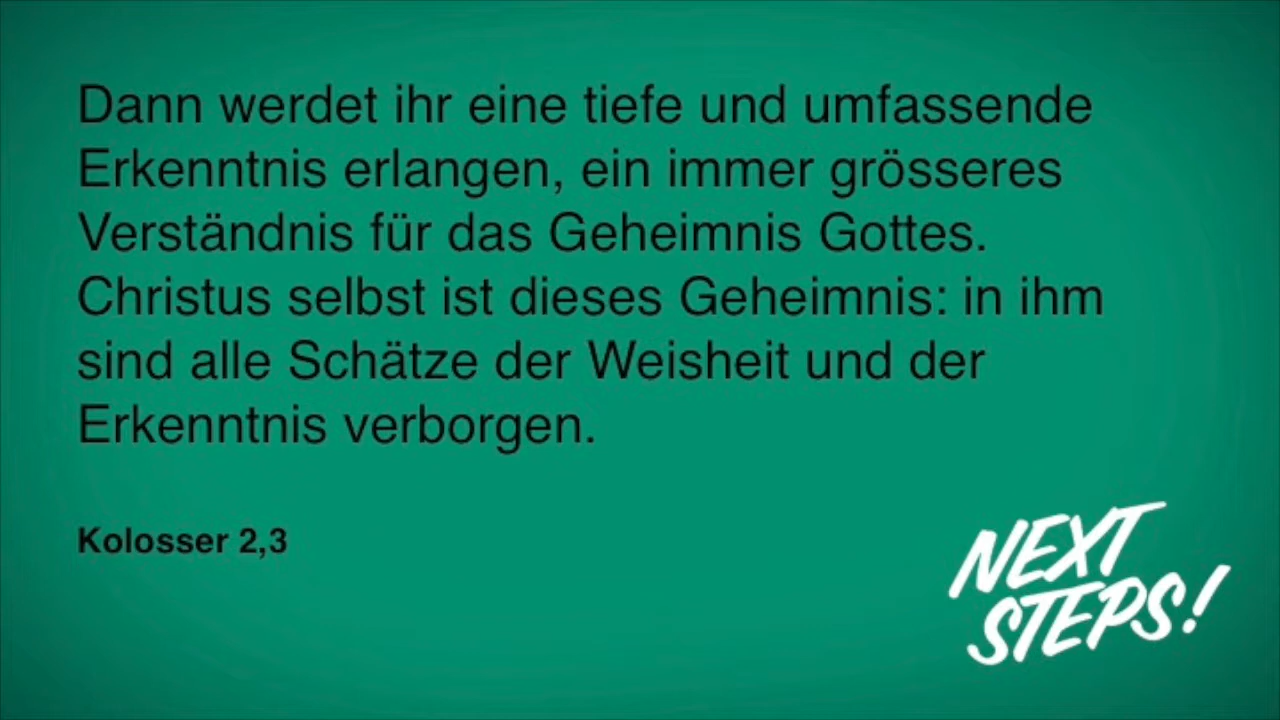 Dann werdet ihr eine tiefe und umfassende
Erkenntnis erlangen, ein immer grösseres
Verständnis für das Geheimnis Gottes.
Christus selbst ist dieses Geheimnis: in ihm
sind alle Schätze der Weisheit und der
Erkenntnis verborgen.
Kolosser 2,3
NEXT
STEPS!